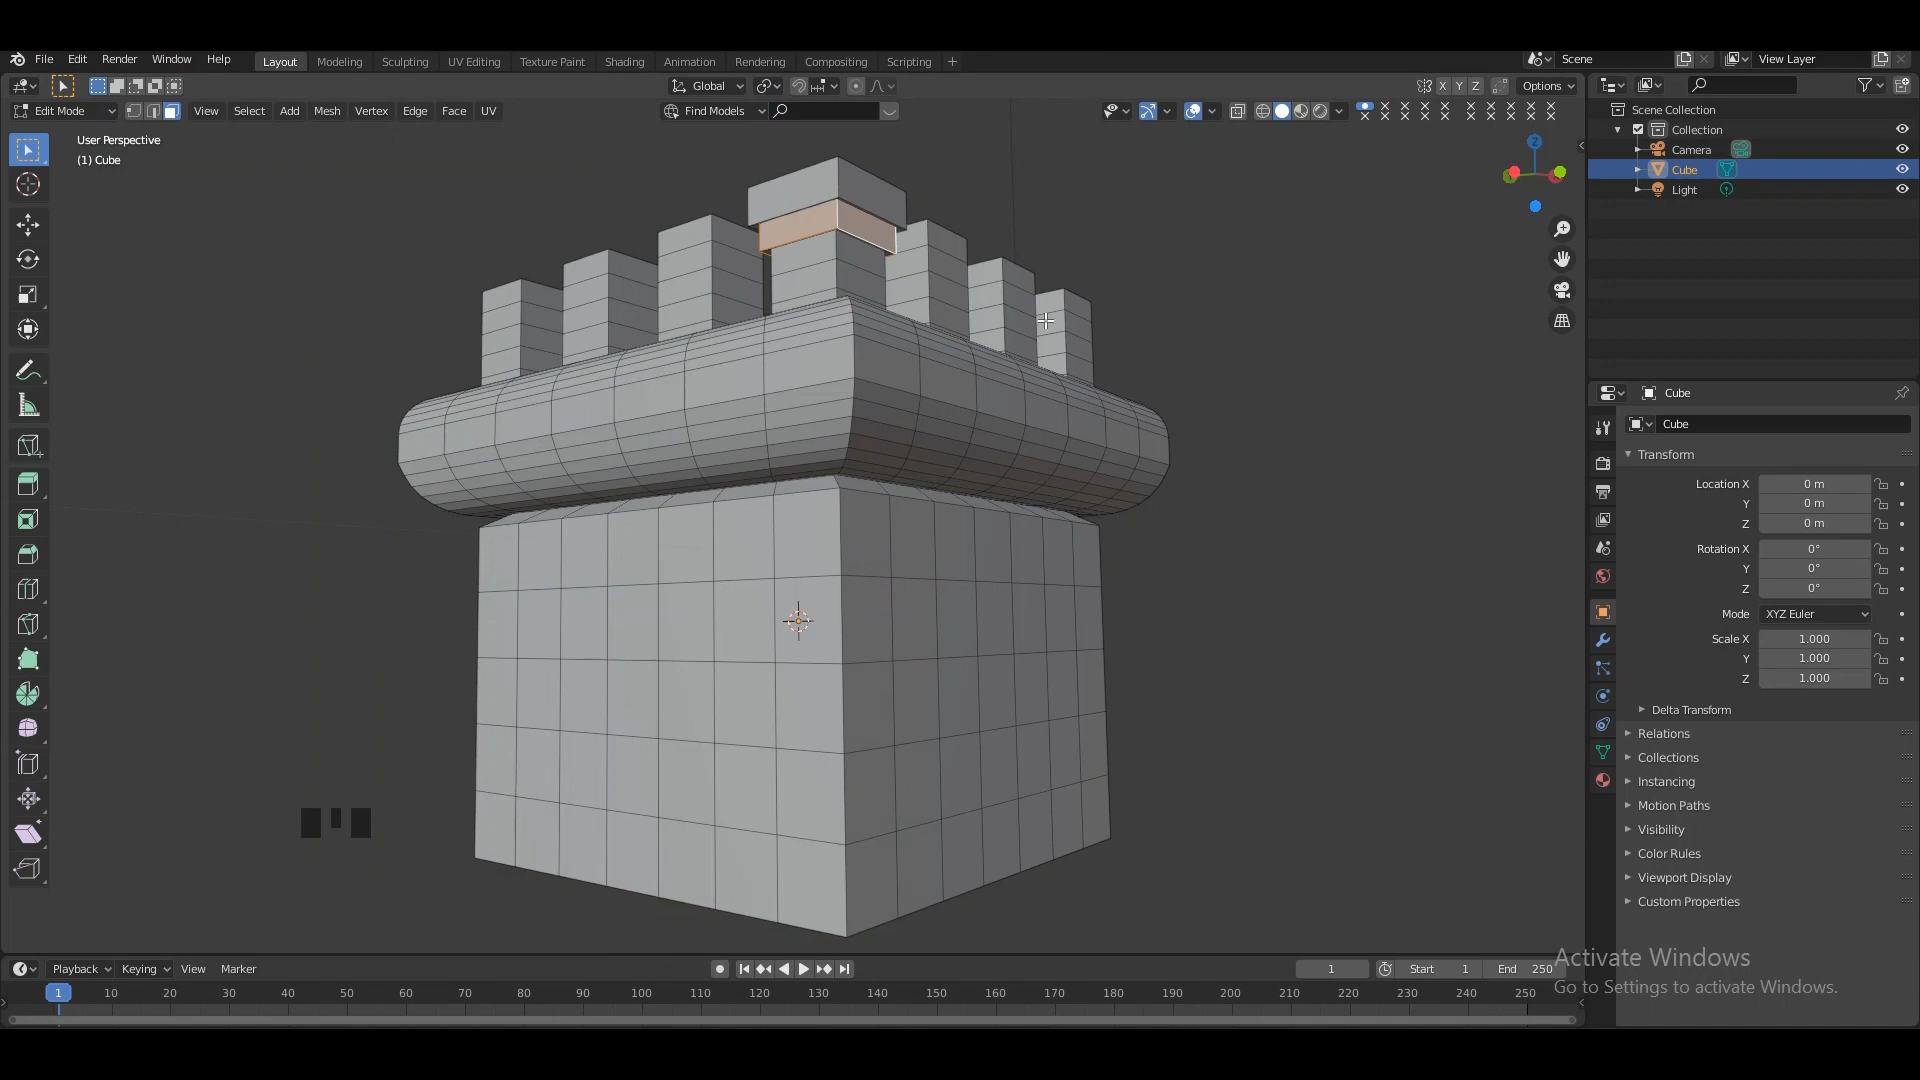 File Edit Render Window Help Layout Modeling Sculpting UV Editing Texture Paint Shading Animation Rendering Compositing Scripting + Scene View Layer
Global X Y Z Options
Edit Mode View Select Add Mesh Vertex Edge Face UV Find Models
User Perspective
(1) Cube
Z
Scene Collection
Collection
Camera
Cube
Light
Cube
Cube
Transform
Location X 0 m
Y 0 m
Z 0 m
Rotation X 0°
Y 0°
Z 0°
Mode XYZ Euler
Scale X 1.000
Y 1.000
Z 1.000
Delta Transform
Relations
Collections
Instancing
Motion Paths
Visibility
Color Rules
Viewport Display
Custom Properties
Activate Windows
Go to Settings to activate Windows.
Playback Keying View Marker 1 Start 1 End 250
1 10 20 30 40 50 60 70 80 90 100 110 120 130 140 150 160 170 180 190 200 210 220 230 240 250